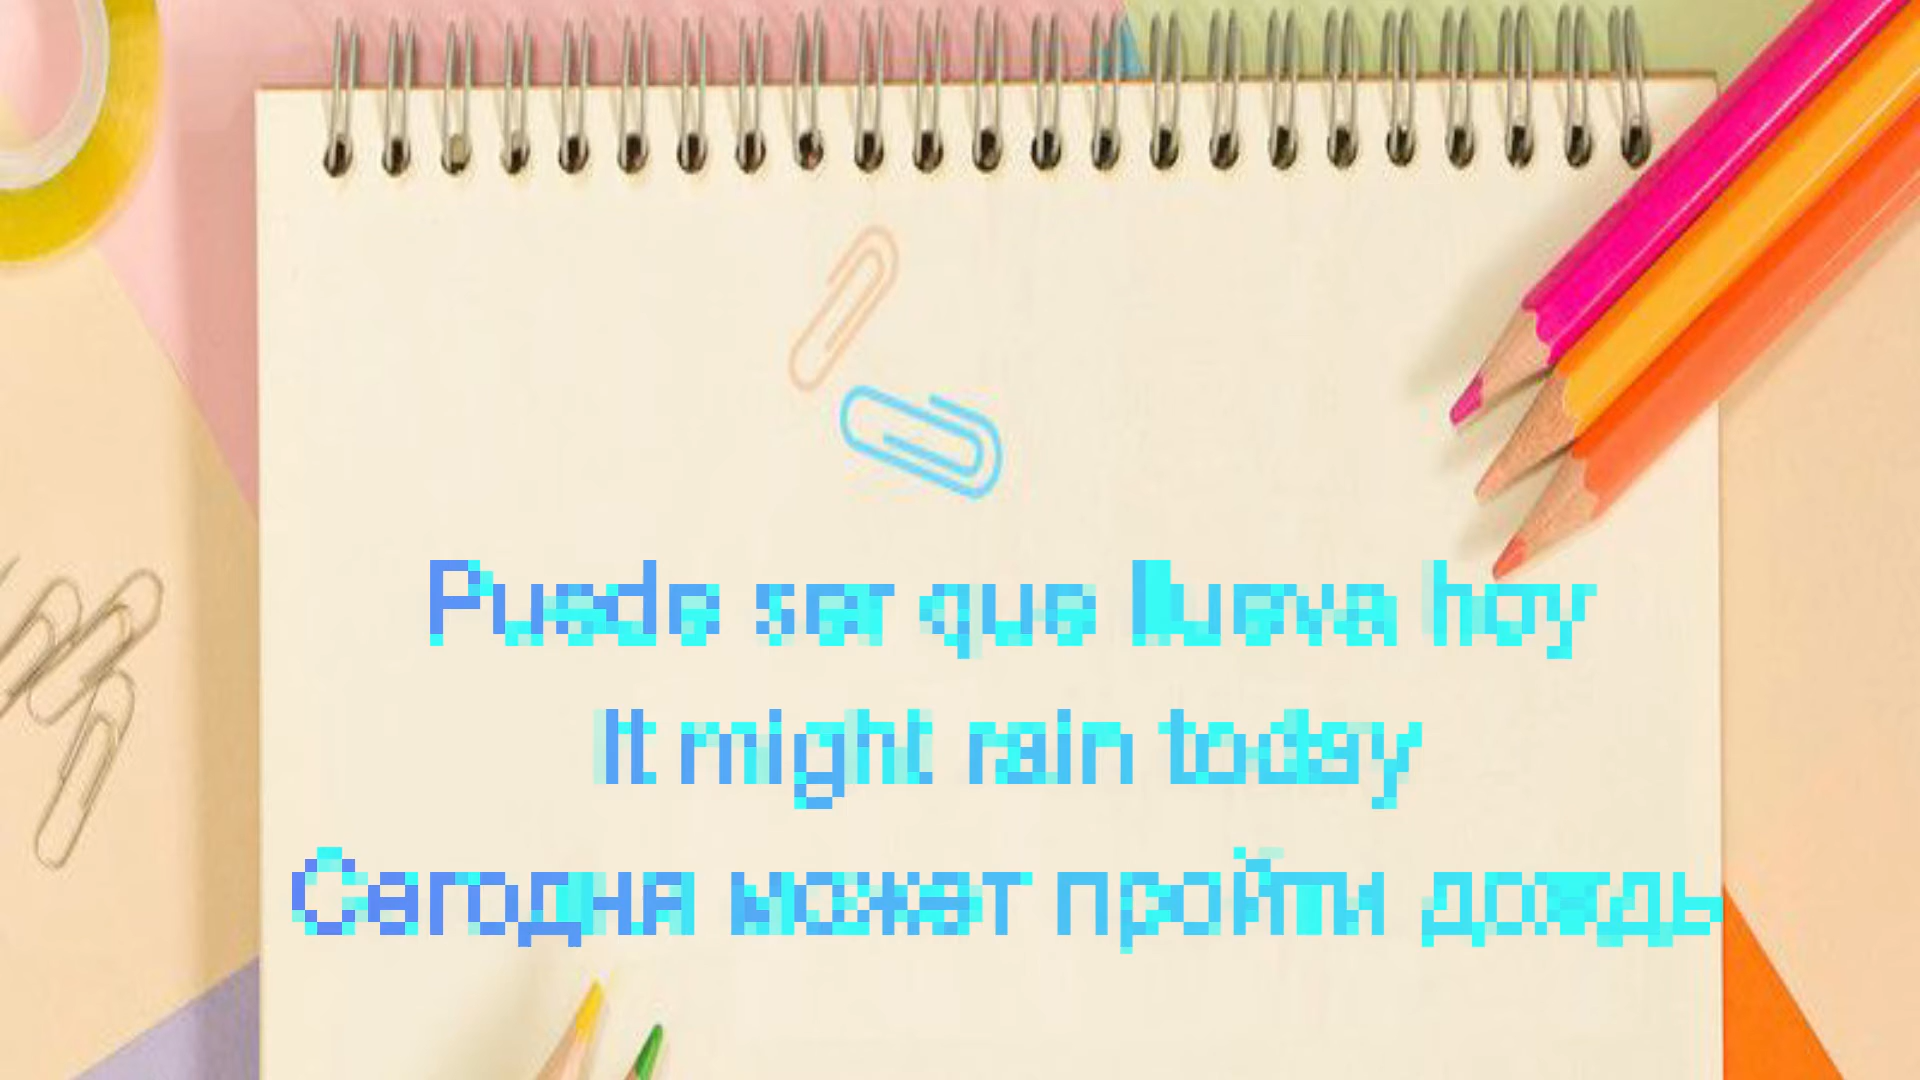 Puede ser que llueva hoy
It might rain today
Сегодня может пройти дождь